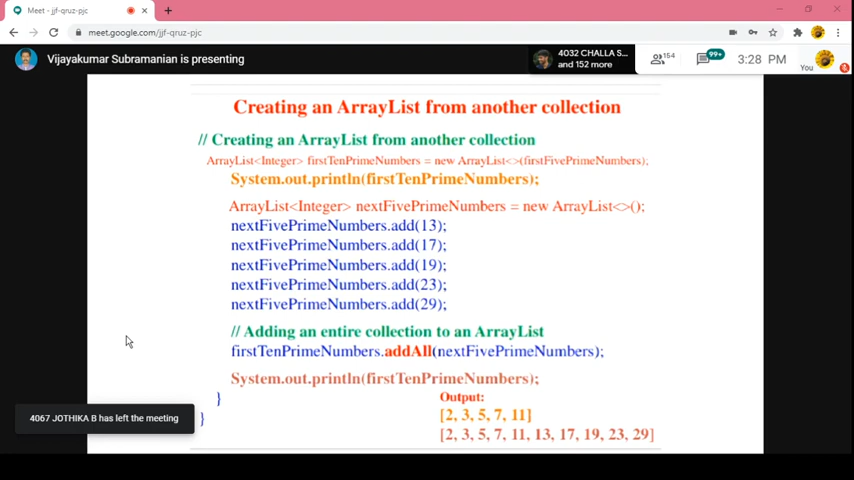 Meet - jjf-qruz-pjc
meet.google.com/jjf-qruz-pjc
Vijayakumar Subramanian is presenting
4032 CHALLA S...
and 152 more
154
99+
3:28 PM
You
Creating an ArrayList from another collection
// Creating an ArrayList from another collection
ArrayList<Integer> firstTenPrimeNumbers = new ArrayList<>(firstFivePrimeNumbers);
System.out.println(firstTenPrimeNumbers);
ArrayList<Integer> nextFivePrimeNumbers = new ArrayList<>();
nextFivePrimeNumbers.add(13);
nextFivePrimeNumbers.add(17);
nextFivePrimeNumbers.add(19);
nextFivePrimeNumbers.add(23);
nextFivePrimeNumbers.add(29);
// Adding an entire collection to an ArrayList
firstTenPrimeNumbers.addAll(nextFivePrimeNumbers);
System.out.println(firstTenPrimeNumbers);
}
}
Output:
[2, 3, 5, 7, 11]
[2, 3, 5, 7, 11, 13, 17, 19, 23, 29]
4067 JOTHIKA B has left the meeting